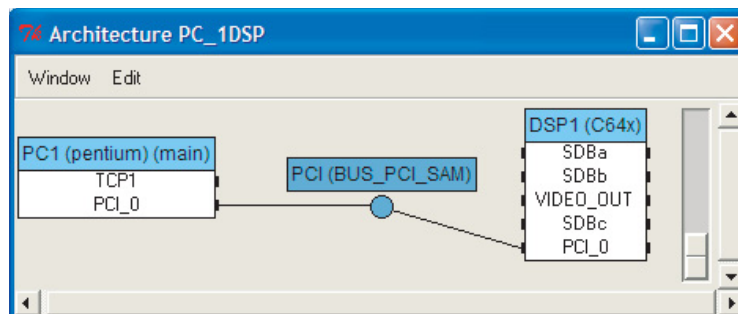 Architecture PC_1DSP
Window Edit
PC1 (pentium) (main)
TCP1
PCI_0
PCI (BUS_PCI_SAM)
DSP1 (C64x)
SDBa
SDBb
VIDEO_OUT
SDBc
PCI_0